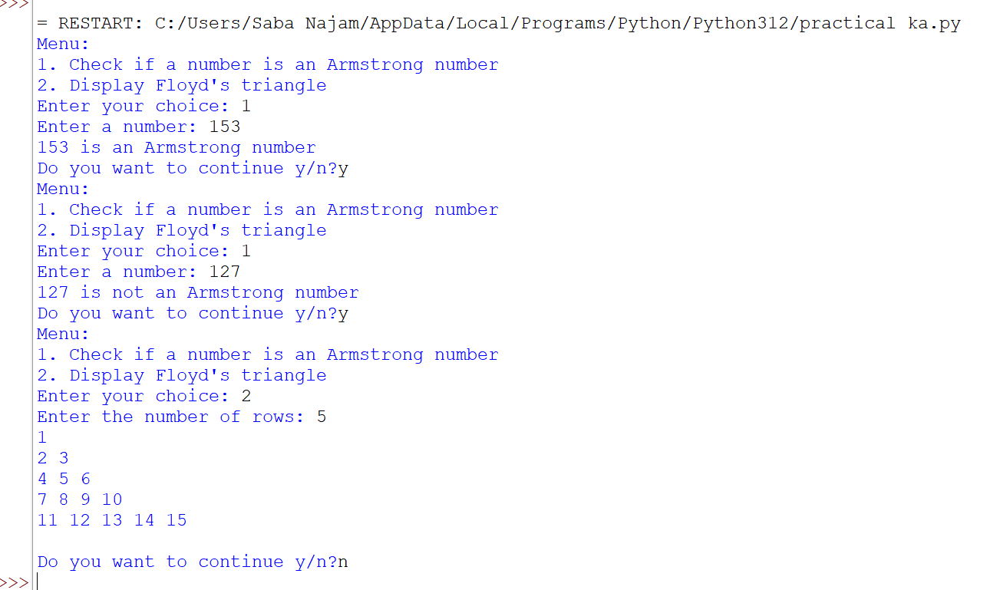 >>>
= RESTART: C:/Users/Saba Najam/AppData/Local/Programs/Python/Python312/practical ka.py
Menu:
1. Check if a number is an Armstrong number
2. Display Floyd's triangle
Enter your choice: 1
Enter a number: 153
153 is an Armstrong number
Do you want to continue y/n?y
Menu:
1. Check if a number is an Armstrong number
2. Display Floyd's triangle
Enter your choice: 1
Enter a number: 127
127 is not an Armstrong number
Do you want to continue y/n?y
Menu:
1. Check if a number is an Armstrong number
2. Display Floyd's triangle
Enter your choice: 2
Enter the number of rows: 5
1
2 3
4 5 6
7 8 9 10
11 12 13 14 15
Do you want to continue y/n?n
>>>